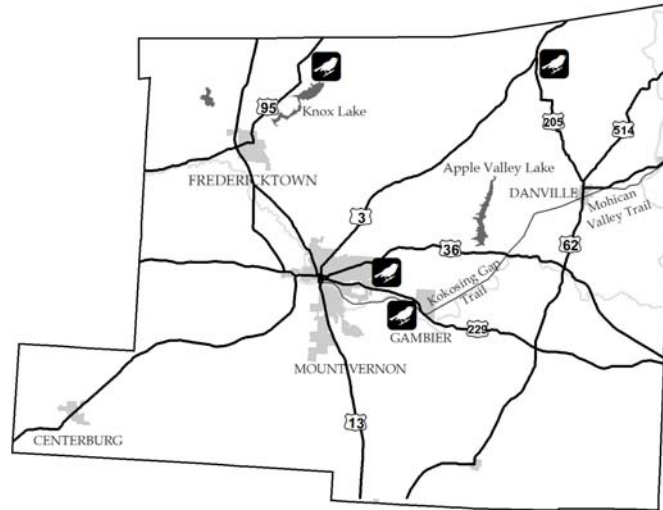 95
Knox Lake
205
514
FREDERICKTOWN
Apple Valley Lake
DANVILLE
Mohican
Valley Trail
3
36
62
Kokosing Gap
Trail
GAMBIER
229
MOUNT VERNON
13
CENTERBURG